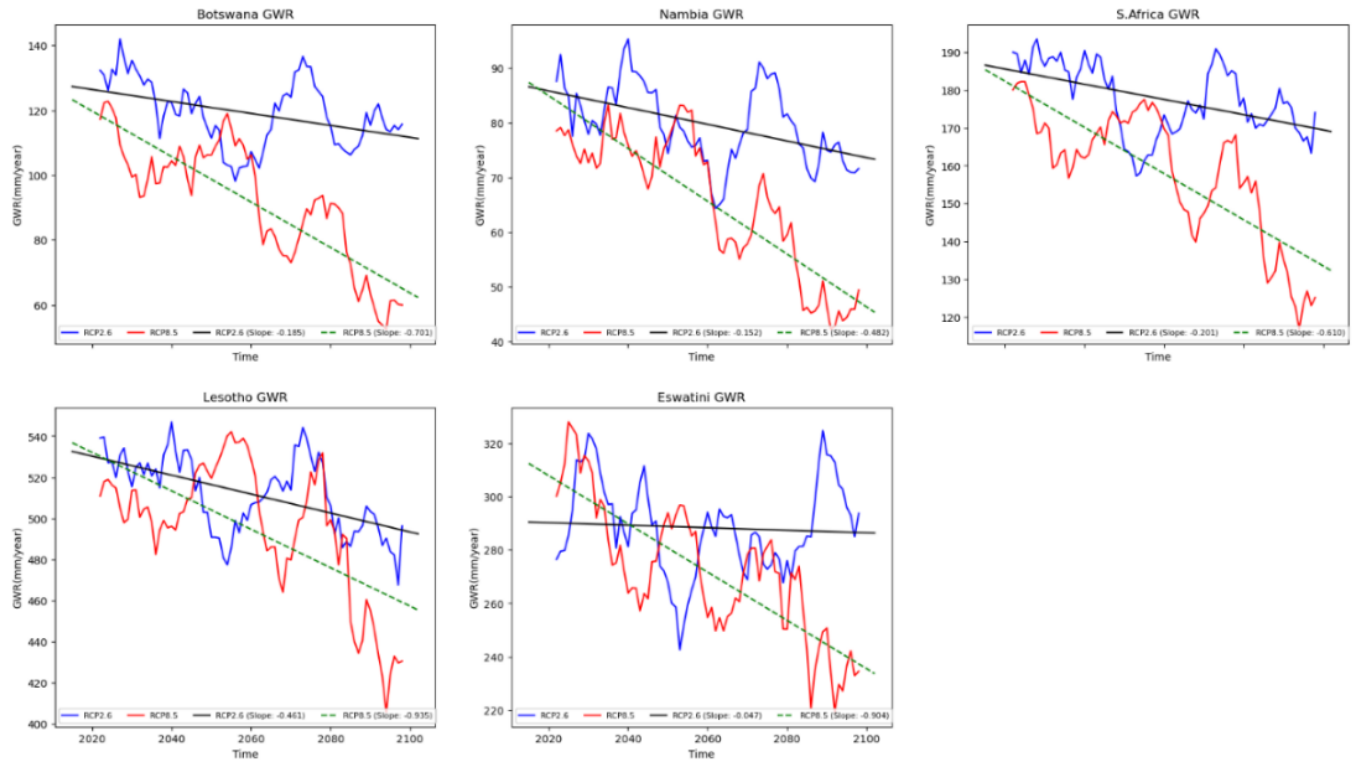 Botswana GWR
140
120
100
80
60
GWR(mm/year)
RCP2.6 RCP8.5 RCP2.6 (Slope: -0.185) RCP8.5 (Slope: -0.701)
Time
Nambia GWR
90
80
70
60
50
40
GWR(mm/year)
RCP2.6 RCP8.5 RCP2.6 (Slope: -0.152) RCP8.5 (Slope: -0.482)
Time
S.Africa GWR
190
180
170
160
150
140
130
120
GWR(mm/year)
RCP2.6 RCP8.5 RCP2.6 (Slope: -0.201) RCP8.5 (Slope: -0.610)
Time
Lesotho GWR
540
520
500
480
460
440
420
400
GWR(mm/year)
RCP2.6 RCP8.5 RCP2.6 (Slope: -0.461) RCP8.5 (Slope: -0.935)
2020 2040 2060 2080 2100
Time
Eswatini GWR
320
300
280
260
240
220
GWR(mm/year)
RCP2.6 RCP8.5 RCP2.6 (Slope: -0.047) RCP8.5 (Slope: -0.904)
2020 2040 2060 2080 2100
Time